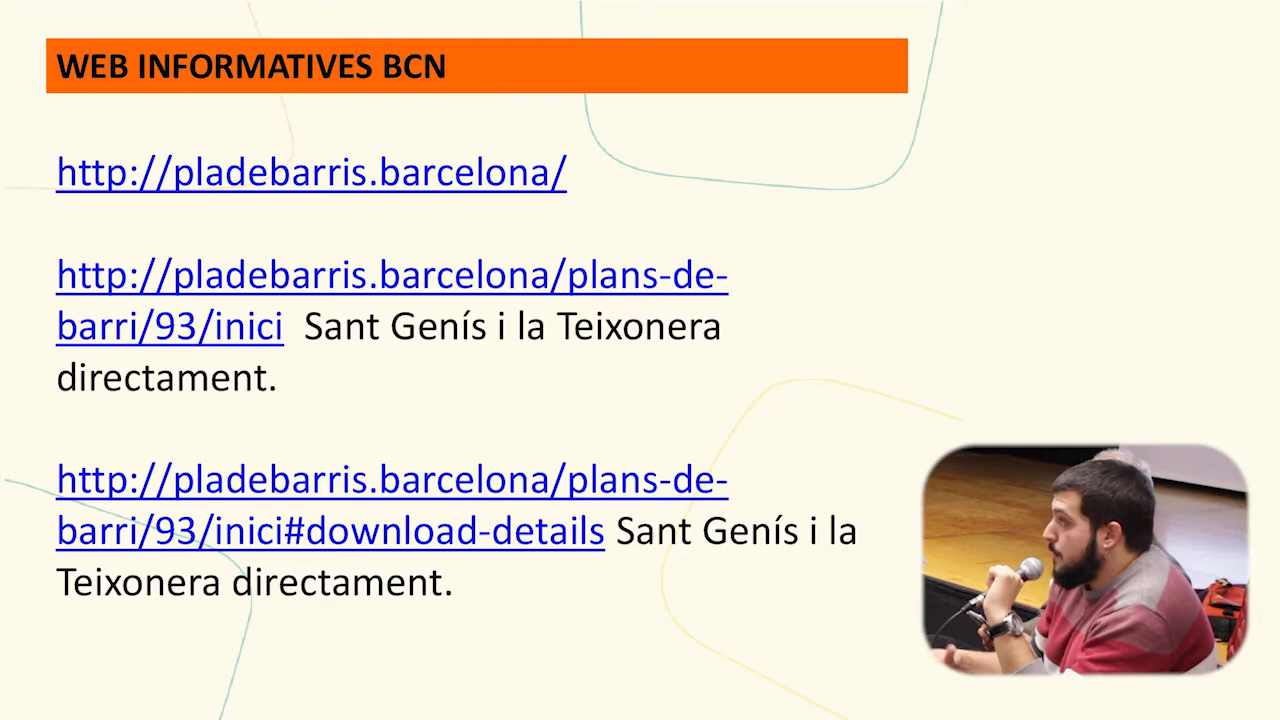 WEB INFORMATIVES BCN
http://pladebarris.barcelona/
http://pladebarris.barcelona/plans-de-
barri/93/inici Sant Genís i la Teixonera
directament.
http://pladebarris.barcelona/plans-de-
barri/93/inici#download-details Sant Genís i la
Teixonera directament.